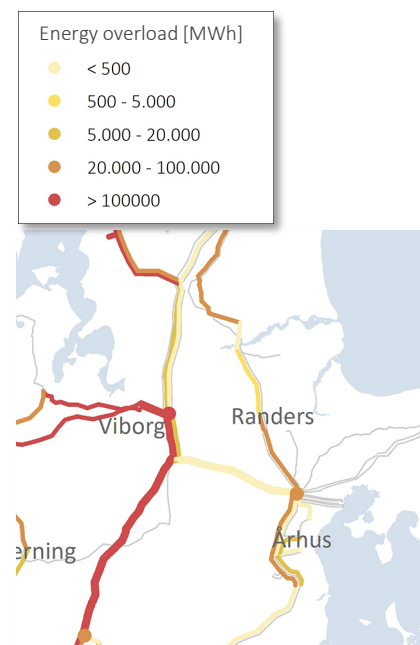 Energy overload [MWh]
< 500
500 - 5.000
5.000 - 20.000
20.000 - 100.000
> 100000
Viborg
Randers
Århus
erning